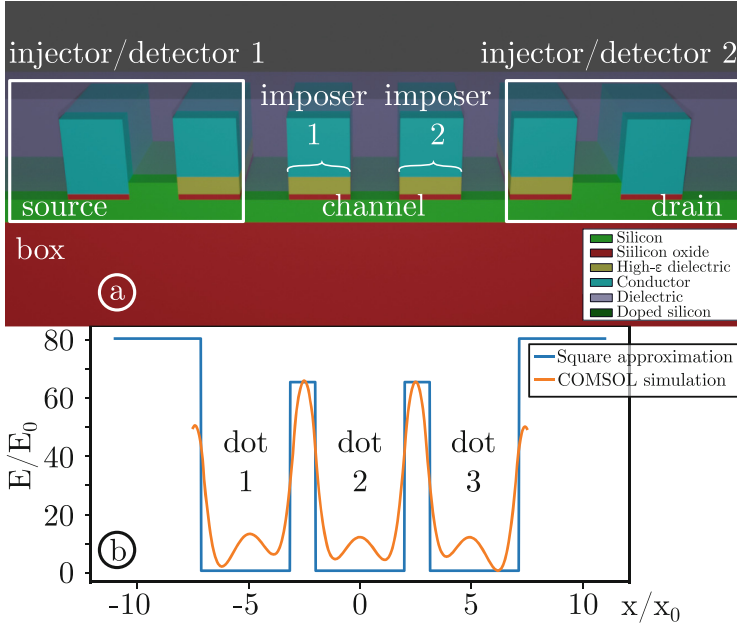 injector/detector 1
injector/detector 2
imposer
1
imposer
2
source
channel
drain
box
a
Silicon
Siilicon oxide
High-ε dielectric
Conductor
Dielectric
Doped silicon
Square approximation
COMSOL simulation
E/E0
80
60
40
20
0
dot
1
dot
2
dot
3
b
-10
-5
0
5
10
x/x0